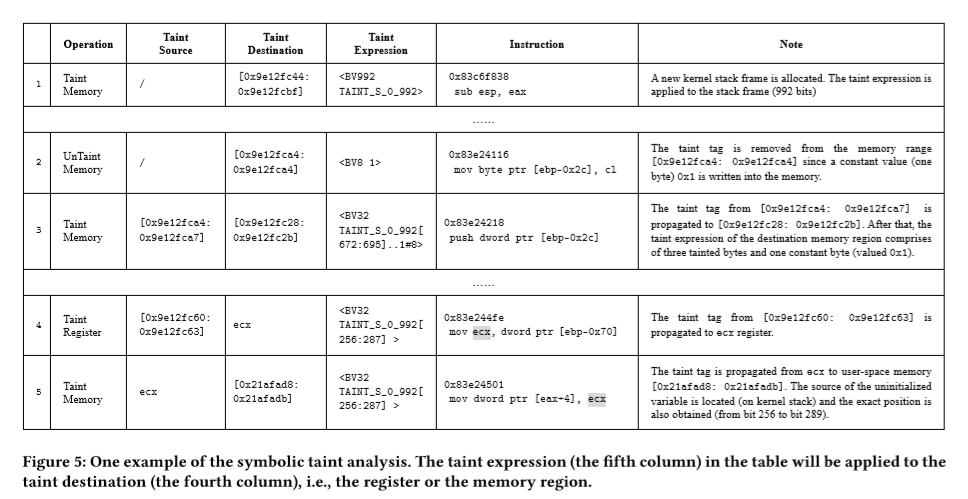 Operation
Taint
Source
Taint
Destination
Taint
Expression
Instruction
Note
1
Taint
Memory
/
[0x9e12fc44:
0x9e12fcbf]
<BV992
TAINT_S_0_992>
0x83c6f838
sub esp, eax
A new kernel stack frame is allocated. The taint expression is
applied to the stack frame (992 bits)
......
2
UnTaint
Memory
/
[0x9e12fca4:
0x9e12fca4]
<BV8 1>
0x83e24116
mov byte ptr [ebp-0x2c], cl
The taint tag is removed from the memory range
[0x9e12fca4: 0x9e12fca4] since a constant value (one
byte) 0x1 is written into the memory.
3
Taint
Memory
[0x9e12fca4:
0x9e12fca7]
[0x9e12fc28:
0x9e12fc2b]
<BV32
TAINT_S_0_992[
672:695]..1#8>
0x83e24218
push dword ptr [ebp-0x2c]
The taint tag from [0x9e12fca4: 0x9e12fca7] is
propagated to [0x9e12fc28: 0x9e12fc2b]. After that, the
taint expression of the destination memory region comprises
of three tainted bytes and one constant byte (valued 0x1).
......
4
Taint
Register
[0x9e12fc60:
0x9e12fc63]
ecx
<BV32
TAINT_S_0_992[
256:287] >
0x83e244fe
mov ecx, dword ptr [ebp-0x70]
The taint tag from [0x9e12fc60: 0x9e12fc63] is
propagated to ecx register.
5
Taint
Memory
ecx
[0x21afad8:
0x21afadb]
<BV32
TAINT_S_0_992[
256:287] >
0x83e24501
mov dword ptr [eax+4], ecx
The taint tag is propagated from ecx to user-space memory
[0x21afad8: 0x21afadb]. The source of the uninitialized
variable is located (on kernel stack) and the exact position is
also obtained (from bit 256 to bit 289).
Figure 5: One example of the symbolic taint analysis. The taint expression (the fifth column) in the table will be applied to the
taint destination (the fourth column), i.e., the register or the memory region.